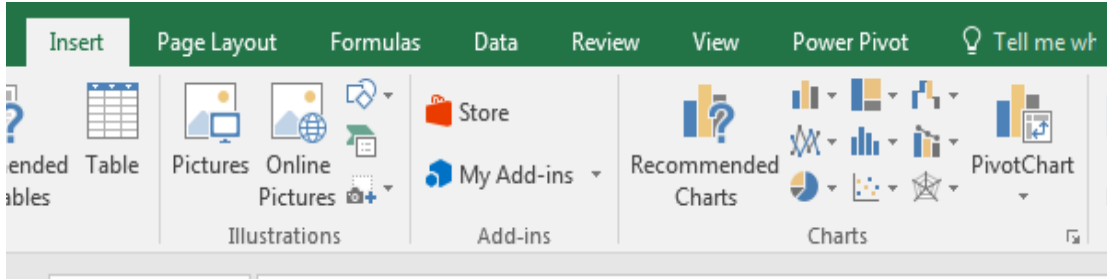 Insert Page Layout Formulas Data Review View Power Pivot Tell me wh
ended Table Pictures Online Store
ables Pictures My Add-ins Recommended PivotChart
Charts
Illustrations Add-ins Charts